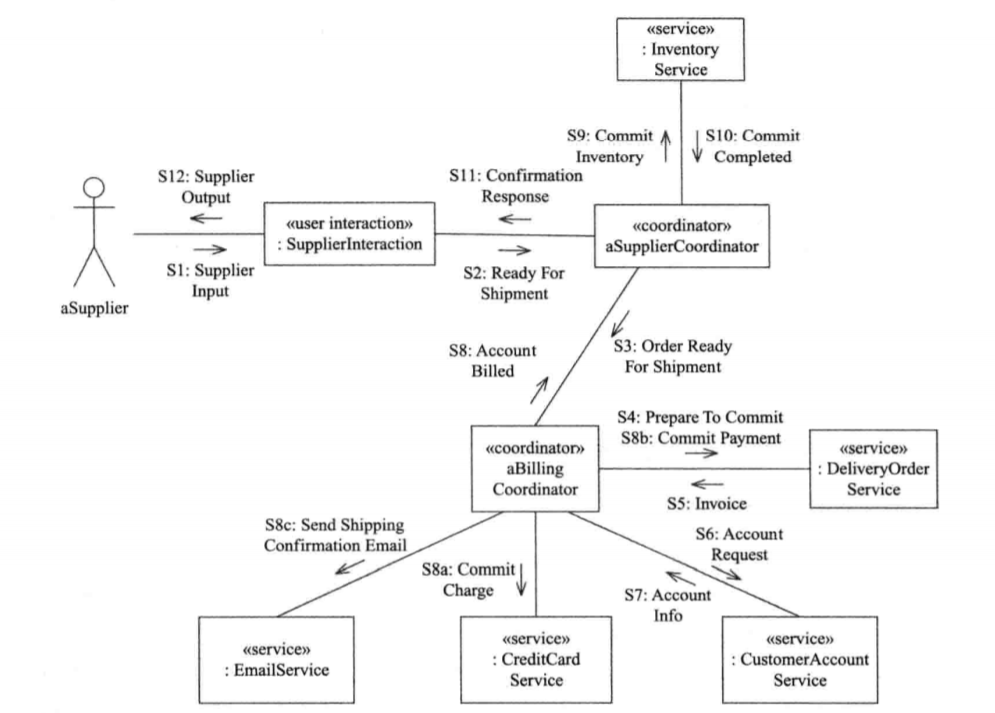 «service»
: Inventory
Service
S9: Commit
Inventory
S10: Commit
Completed
S12: Supplier
Output
S11: Confirmation
Response
«user interaction»
: SupplierInteraction
«coordinator»
aSupplierCoordinator
S1: Supplier
Input
S2: Ready For
Shipment
aSupplier
S8: Account
Billed
S3: Order Ready
For Shipment
S4: Prepare To Commit
S8b: Commit Payment
«coordinator»
aBilling
Coordinator
«service»
: DeliveryOrder
Service
S5: Invoice
S8c: Send Shipping
Confirmation Email
S6: Account
Request
S8a: Commit
Charge
S7: Account
Info
«service»
: EmailService
«service»
: CreditCard
Service
«service»
: CustomerAccount
Service